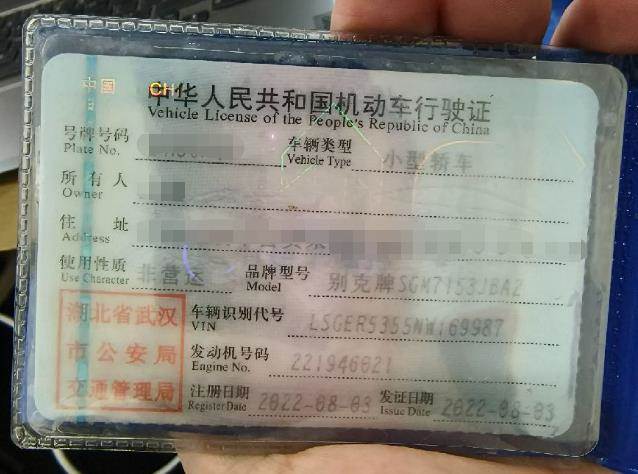 中国 CH
中华人民共和国机动车行驶证
Vehicle License of the People's Republic of China
号牌号码 车辆类型 小型轿车
Plate No. Vehicle Type
所有人
Owner
住址
Address
使用性质 非营运 品牌型号 别克牌SGM7153JBA2
Use Character Model
湖北省武汉 车辆识别代号 LSGER5355NW169987
VIN
市公安局 发动机号码 221946021
Engine No.
交通管理局 注册日期 2022-08-03 发证日期 2022-08-03
Register Date Issue Date